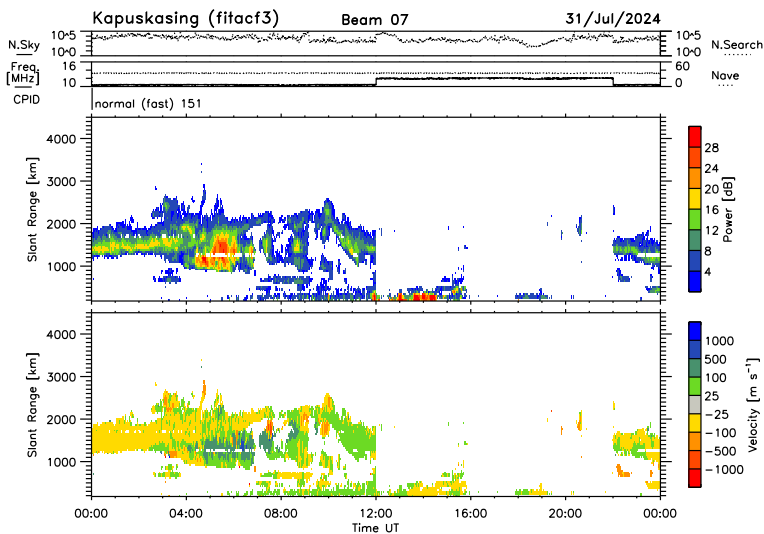 Kapuskasing (fitacf3) Beam 07 31/Jul/2024
N.Sky 10^5 10^0 10^5 10^0 N.Search
Freq. [MHz] 16 10 60 0 Nave
CPID normal (fast) 151
Slant Range [km] 4000 3000 2000 1000
Power [dB] 28 24 20 16 12 8 4
Slant Range [km] 4000 3000 2000 1000
Velocity [m s^-1] 1000 500 100 25 -25 -100 -500 -1000
00:00 04:00 08:00 12:00 16:00 20:00 00:00
Time UT